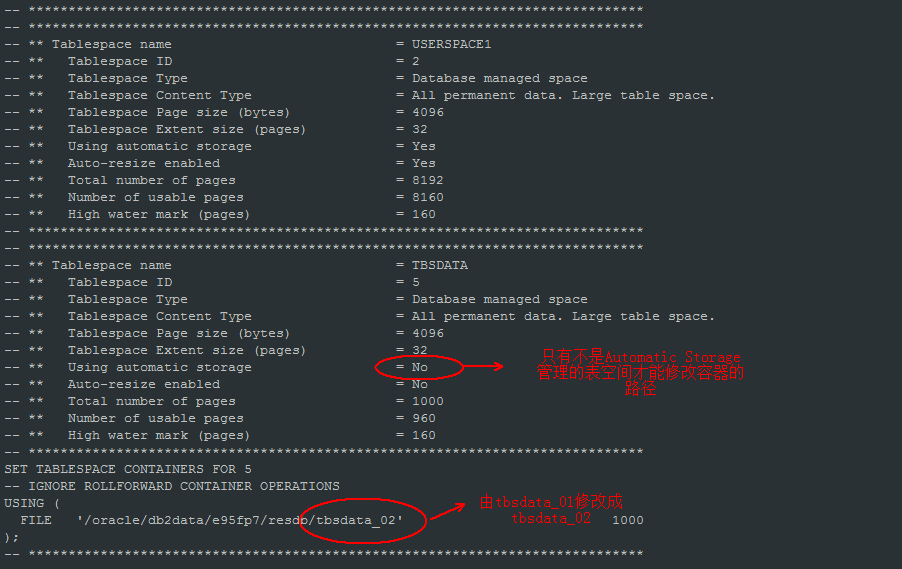 -- ****************************************************************************
-- ****************************************************************************
-- ** Tablespace name                            = USERSPACE1
-- **   Tablespace ID                            = 2
-- **   Tablespace Type                          = Database managed space
-- **   Tablespace Content Type                  = All permanent data. Large table space.
-- **   Tablespace Page size (bytes)             = 4096
-- **   Tablespace Extent size (pages)           = 32
-- **   Using automatic storage                  = Yes
-- **   Auto-resize enabled                      = Yes
-- **   Total number of pages                    = 8192
-- **   Number of usable pages                   = 8160
-- **   High water mark (pages)                  = 160
-- ****************************************************************************
-- ****************************************************************************
-- ** Tablespace name                            = TBSDATA
-- **   Tablespace ID                            = 5
-- **   Tablespace Type                          = Database managed space
-- **   Tablespace Content Type                  = All permanent data. Large table space.
-- **   Tablespace Page size (bytes)             = 4096
-- **   Tablespace Extent size (pages)           = 32
-- **   Using automatic storage                  = No
-- **   Auto-resize enabled                      = No
-- **   Total number of pages                    = 1000
-- **   Number of usable pages                   = 960
-- **   High water mark (pages)                  = 160
只有不是Automatic Storage
管理的表空间才能修改容器的
路径
-- ****************************************************************************
SET TABLESPACE CONTAINERS FOR 5
-- IGNORE ROLLFORWARD CONTAINER OPERATIONS
USING (
  FILE   '/oracle/db2data/e95fp7/resdb/tbsdata_02'                          1000
);
由tbsdata_01修改成
tbsdata_02
-- ****************************************************************************